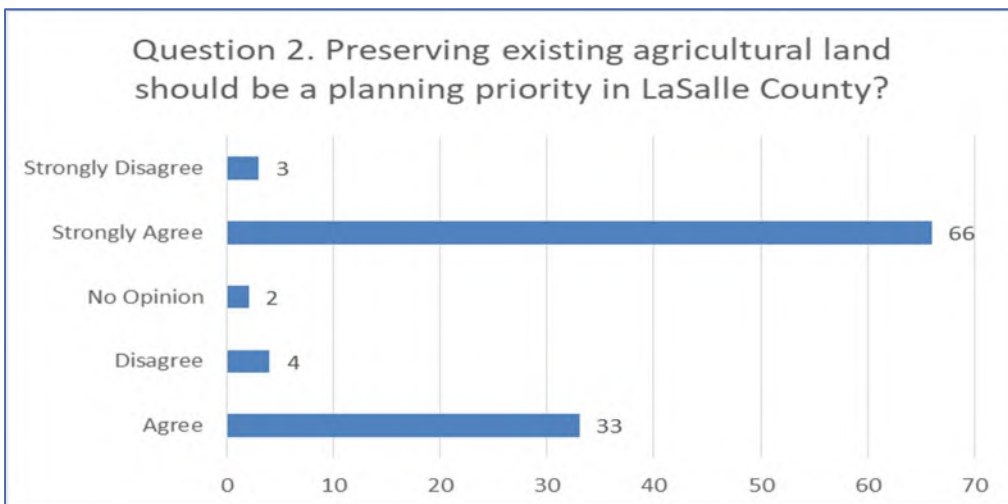 Question 2. Preserving existing agricultural land
should be a planning priority in LaSalle County?
Strongly Disagree 3
Strongly Agree 66
No Opinion 2
Disagree 4
Agree 33
0 10 20 30 40 50 60 70